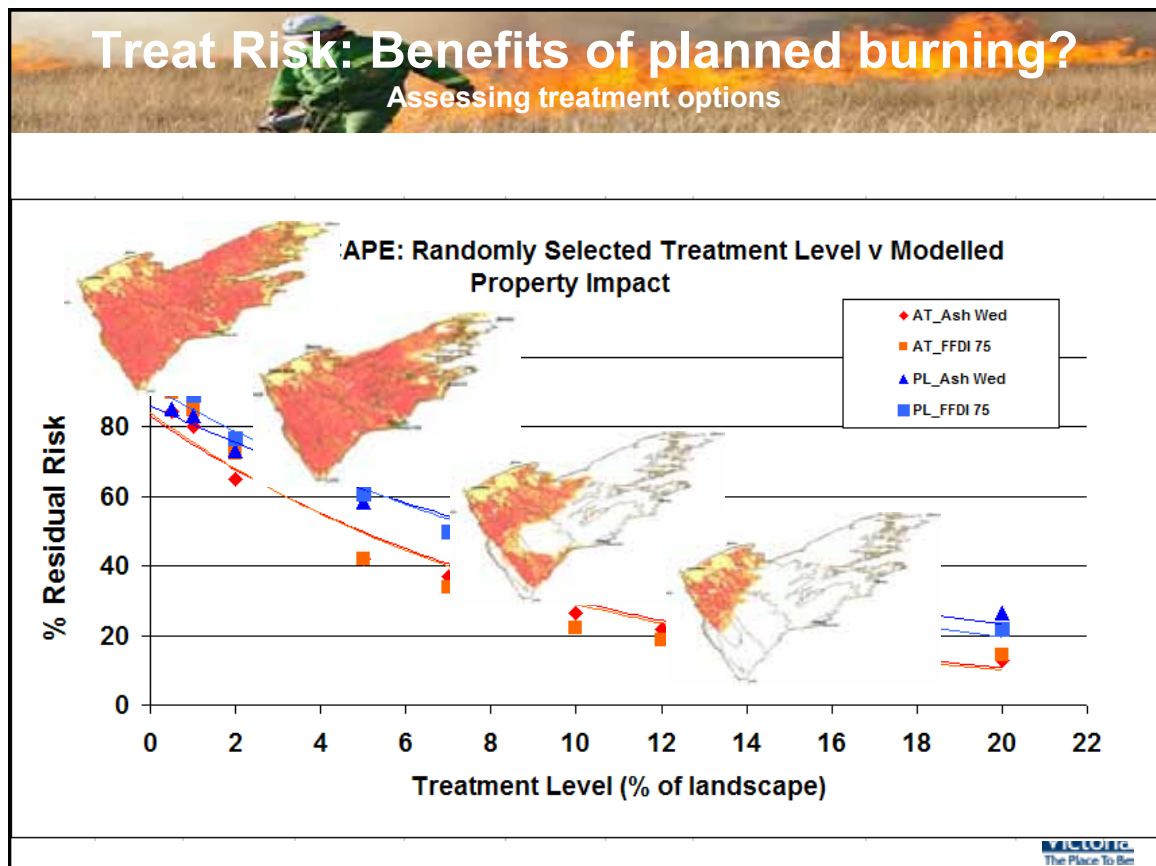 Treat Risk: Benefits of planned burning?
Assessing treatment options
CAPE: Randomly Selected Treatment Level v Modelled
Property Impact
AT_Ash Wed
AT_FFDI 75
PL_Ash Wed
PL_FFDI 75
% Residual Risk
80
60
40
20
0
0 2 4 6 8 10 12 14 16 18 20 22
Treatment Level (% of landscape)
Victoria
The Place To Be